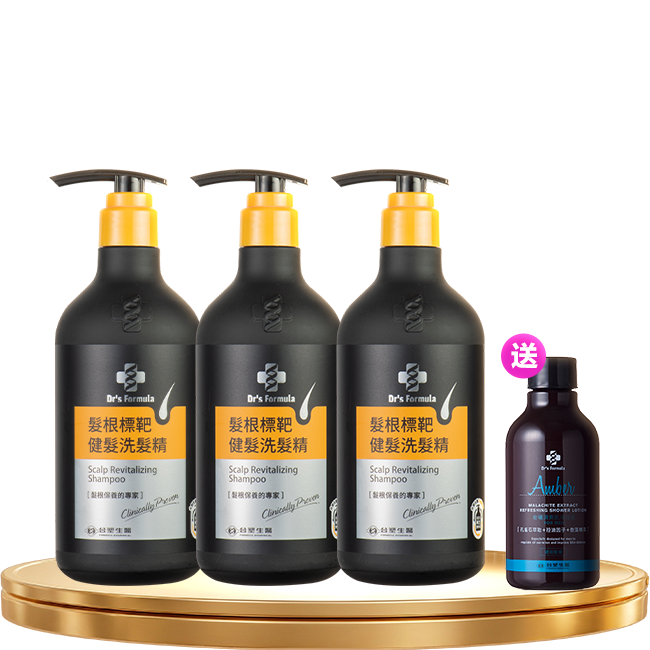 Dr's Formula
髮根標靶
健髮洗髮精
Scalp Revitalizing
Shampoo
[髮根保養的專家]
Clinically Proven
台塑生醫
Dr's Formula
髮根標靶
健髮洗髮精
Scalp Revitalizing
Shampoo
[髮根保養的專家]
Clinically Proven
台塑生醫
Dr's Formula
髮根標靶
健髮洗髮精
Scalp Revitalizing
Shampoo
[髮根保養的專家]
Clinically Proven
台塑生醫
送
Dr's Formula
Amber
MALACHITE EXTRACT
REFRESHING SHOWER LOTION
台塑生醫